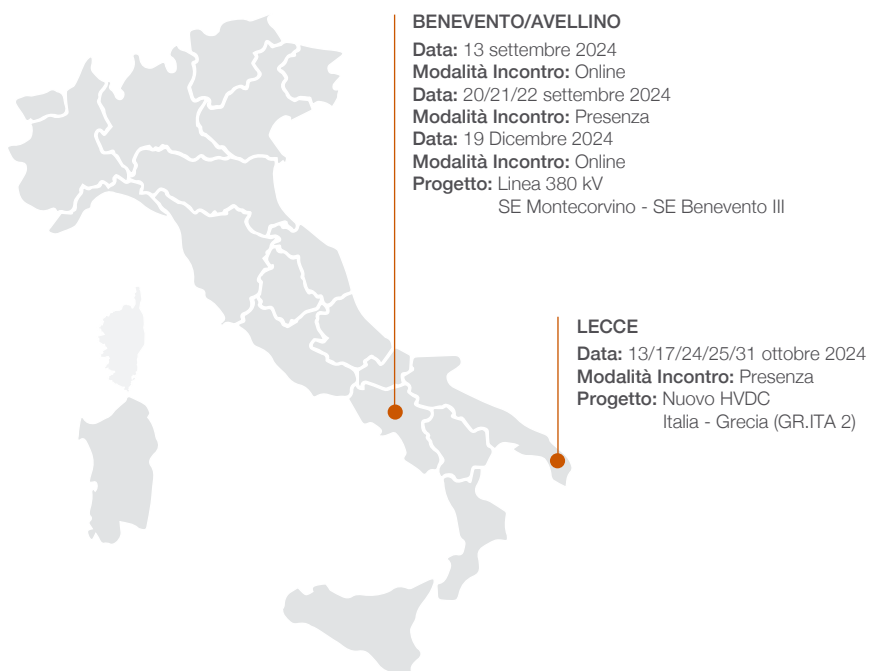 BENEVENTO/AVELLINO
Data: 13 settembre 2024
Modalità Incontro: Online
Data: 20/21/22 settembre 2024
Modalità Incontro: Presenza
Data: 19 Dicembre 2024
Modalità Incontro: Online
Progetto: Linea 380 kV
SE Montecorvino - SE Benevento III
LECCE
Data: 13/17/24/25/31 ottobre 2024
Modalità Incontro: Presenza
Progetto: Nuovo HVDC
Italia - Grecia (GR.ITA 2)